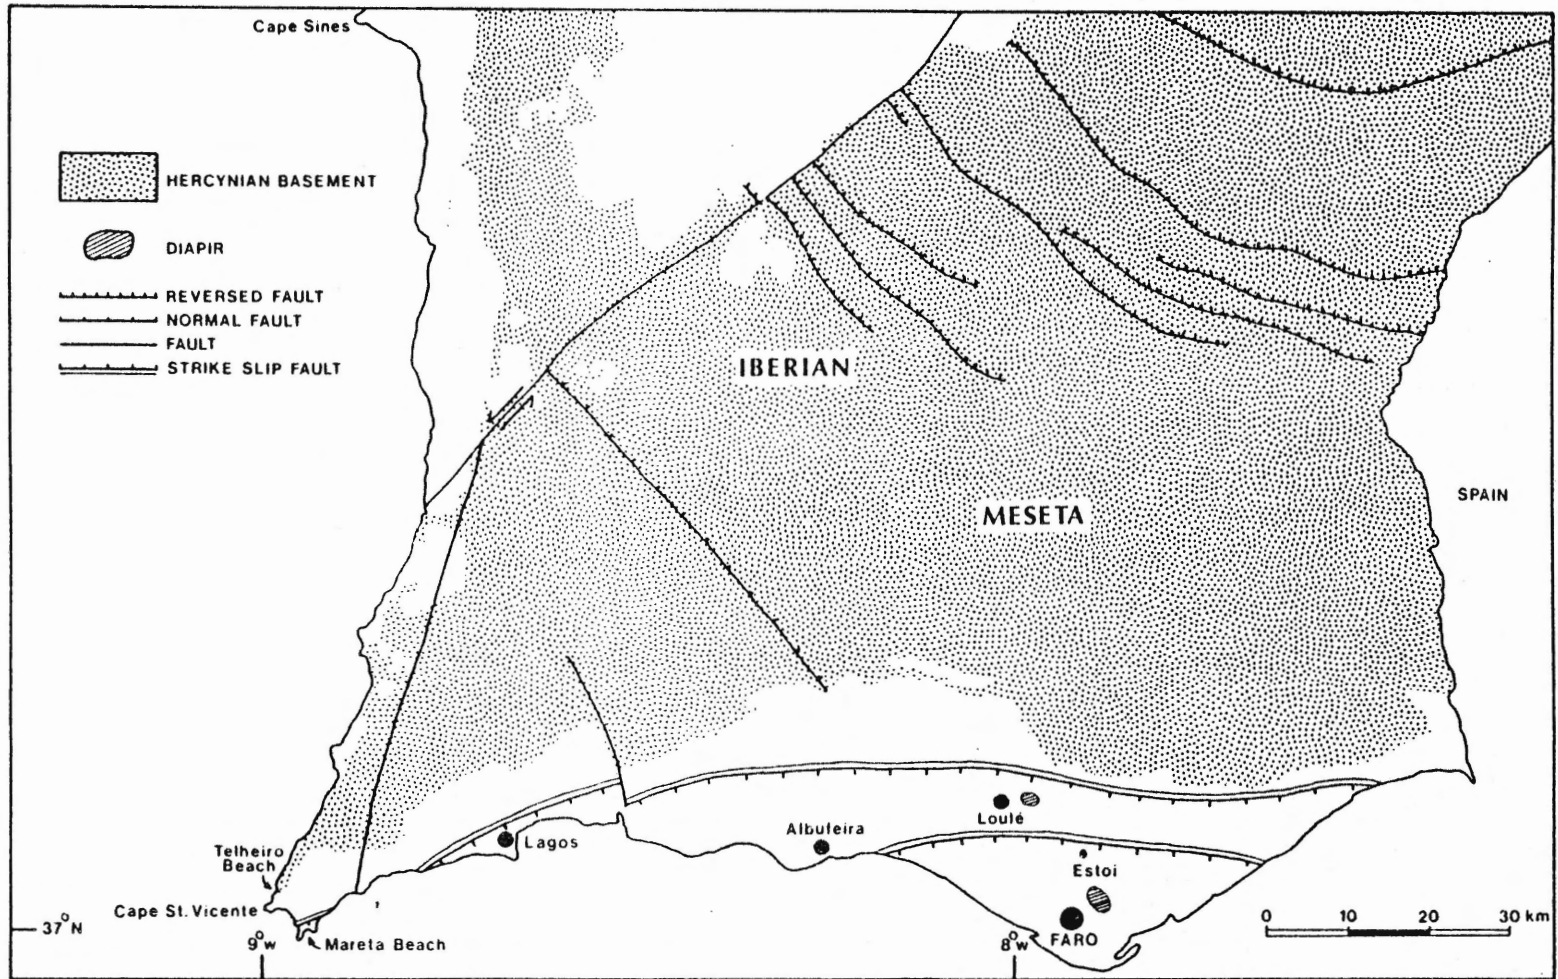 Cape Sines
HERCYNIAN BASEMENT
DIAPIR
REVERSED FAULT
NORMAL FAULT
FAULT
STRIKE SLIP FAULT
IBERIAN
MESETA
SPAIN
Loulé
Albufeira
Lagos
Estoi
Telheiro
Beach
Cape St. Vicente
37°N
9°W
Mareta Beach
8°W
FARO
0 10 20 30 km